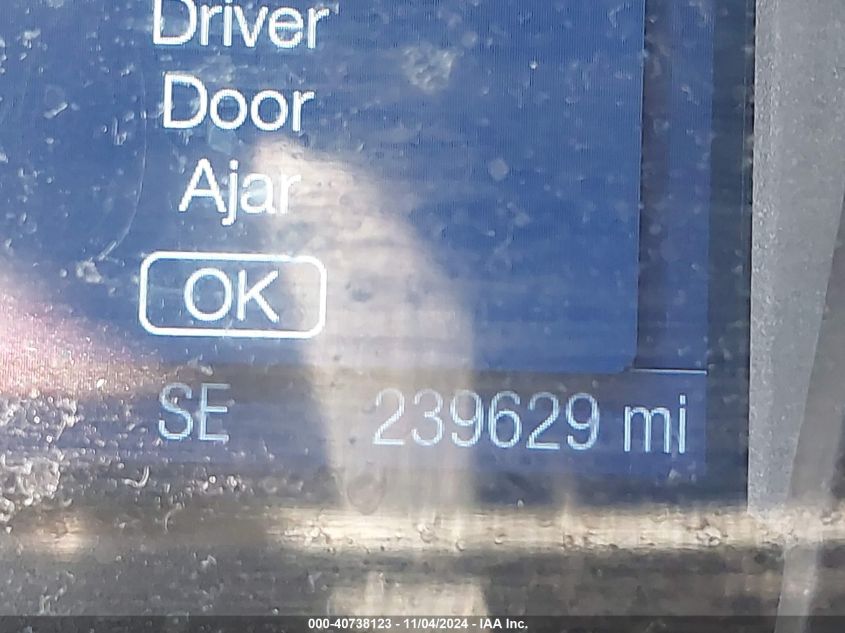 Driver
Door
Ajar
OK
SE 239629 mi
000-40738123 - 11/04/2024 - IAA Inc.